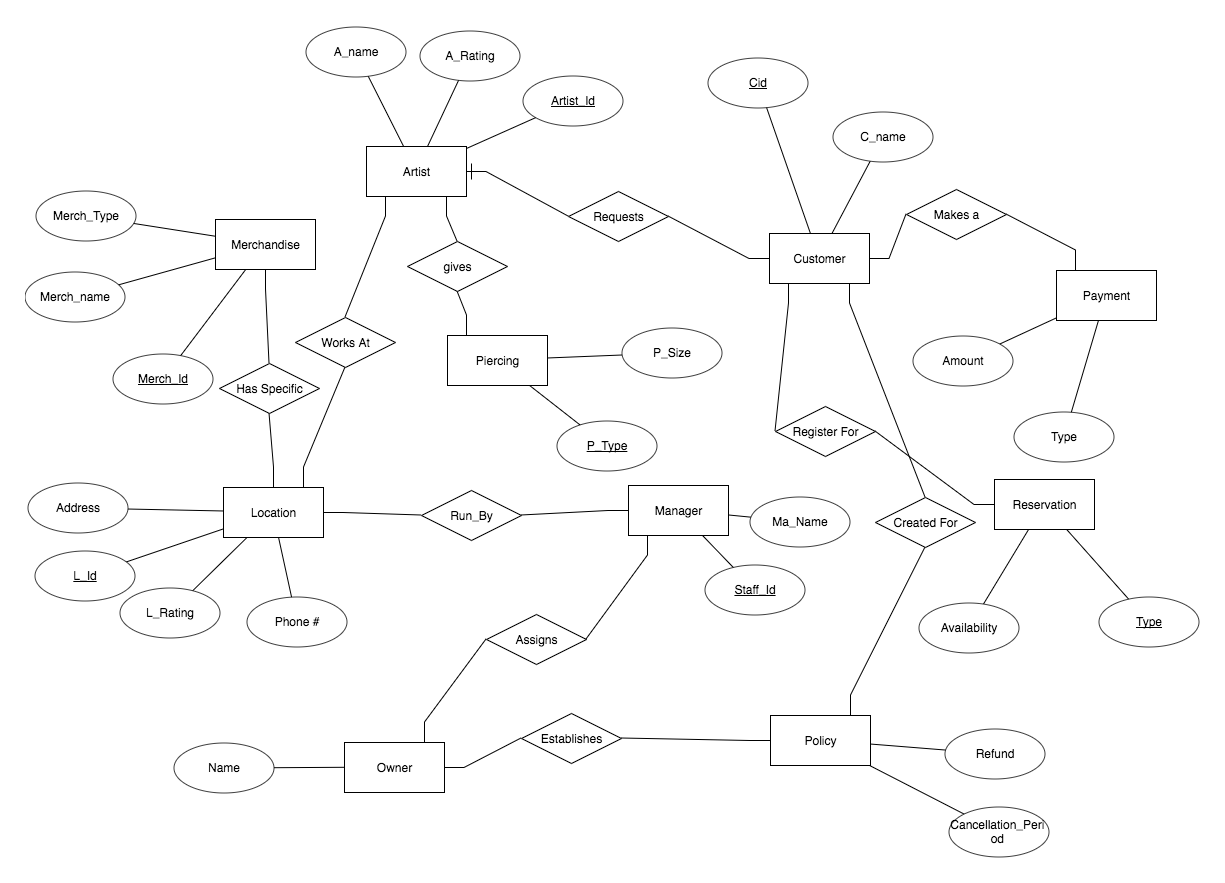 A_name
A_Rating
Artist_Id
Cid
C_name
Artist
Merch_Type
Requests
Makes a
Merchandise
Customer
gives
Merch_name
Payment
Works At
P_Size
Piercing
Amount
Merch_Id
Has Specific
Register For
Type
P_Type
Address
Location
Run_By
Manager
Ma_Name
Created For
Reservation
L_Id
Staff_Id
L_Rating
Phone #
Availability
Type
Assigns
Establishes
Policy
Refund
Name
Owner
Cancellation_Peri
od